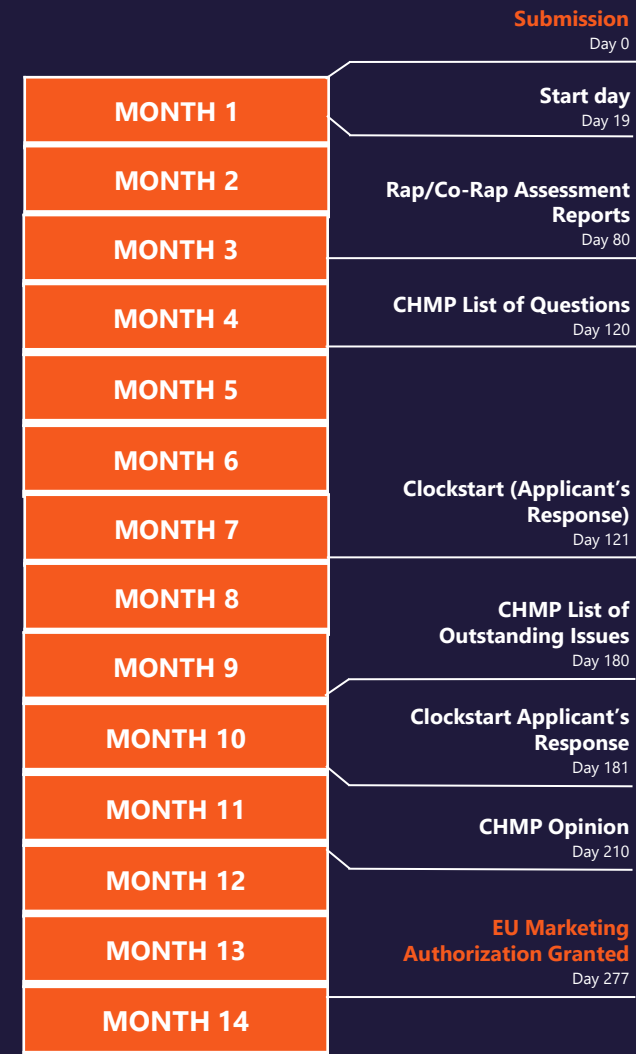 Submission
Day 0
MONTH 1
Start day
Day 19
MONTH 2
Rap/Co-Rap Assessment
Reports
Day 80
MONTH 3
CHMP List of Questions
Day 120
MONTH 4
MONTH 5
MONTH 6
Clockstart (Applicant’s
Response)
Day 121
MONTH 7
MONTH 8
CHMP List of
Outstanding Issues
Day 180
MONTH 9
Clockstart Applicant’s
Response
Day 181
MONTH 10
MONTH 11
CHMP Opinion
Day 210
MONTH 12
EU Marketing
Authorization Granted
Day 277
MONTH 13
MONTH 14